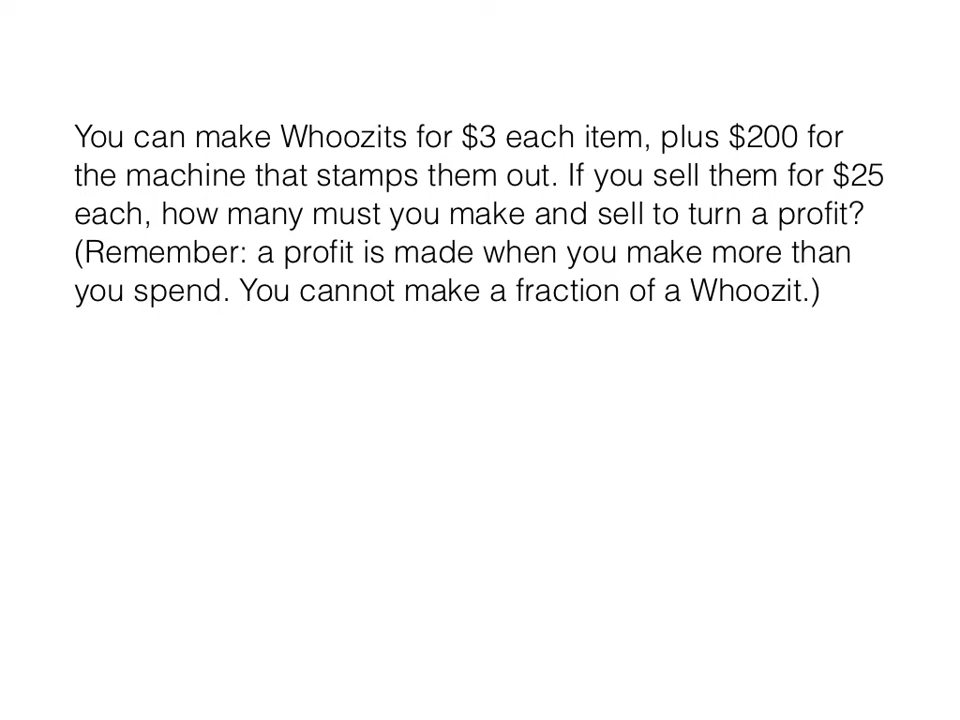 You can make Whoozits for $3 each item, plus $200 for
the machine that stamps them out. If you sell them for $25
each, how many must you make and sell to turn a profit?
(Remember: a profit is made when you make more than
you spend. You cannot make a fraction of a Whoozit.)